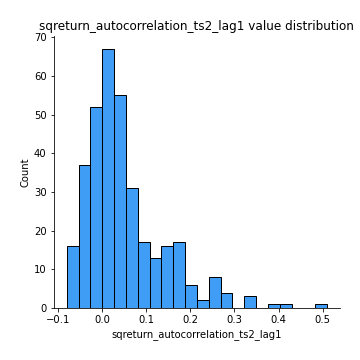 sqreturn_autocorrelation_ts2_lag1 value distribution
70
60
50
40
30
20
10
0
Count
−0.1 0.0 0.1 0.2 0.3 0.4 0.5
sqreturn_autocorrelation_ts2_lag1